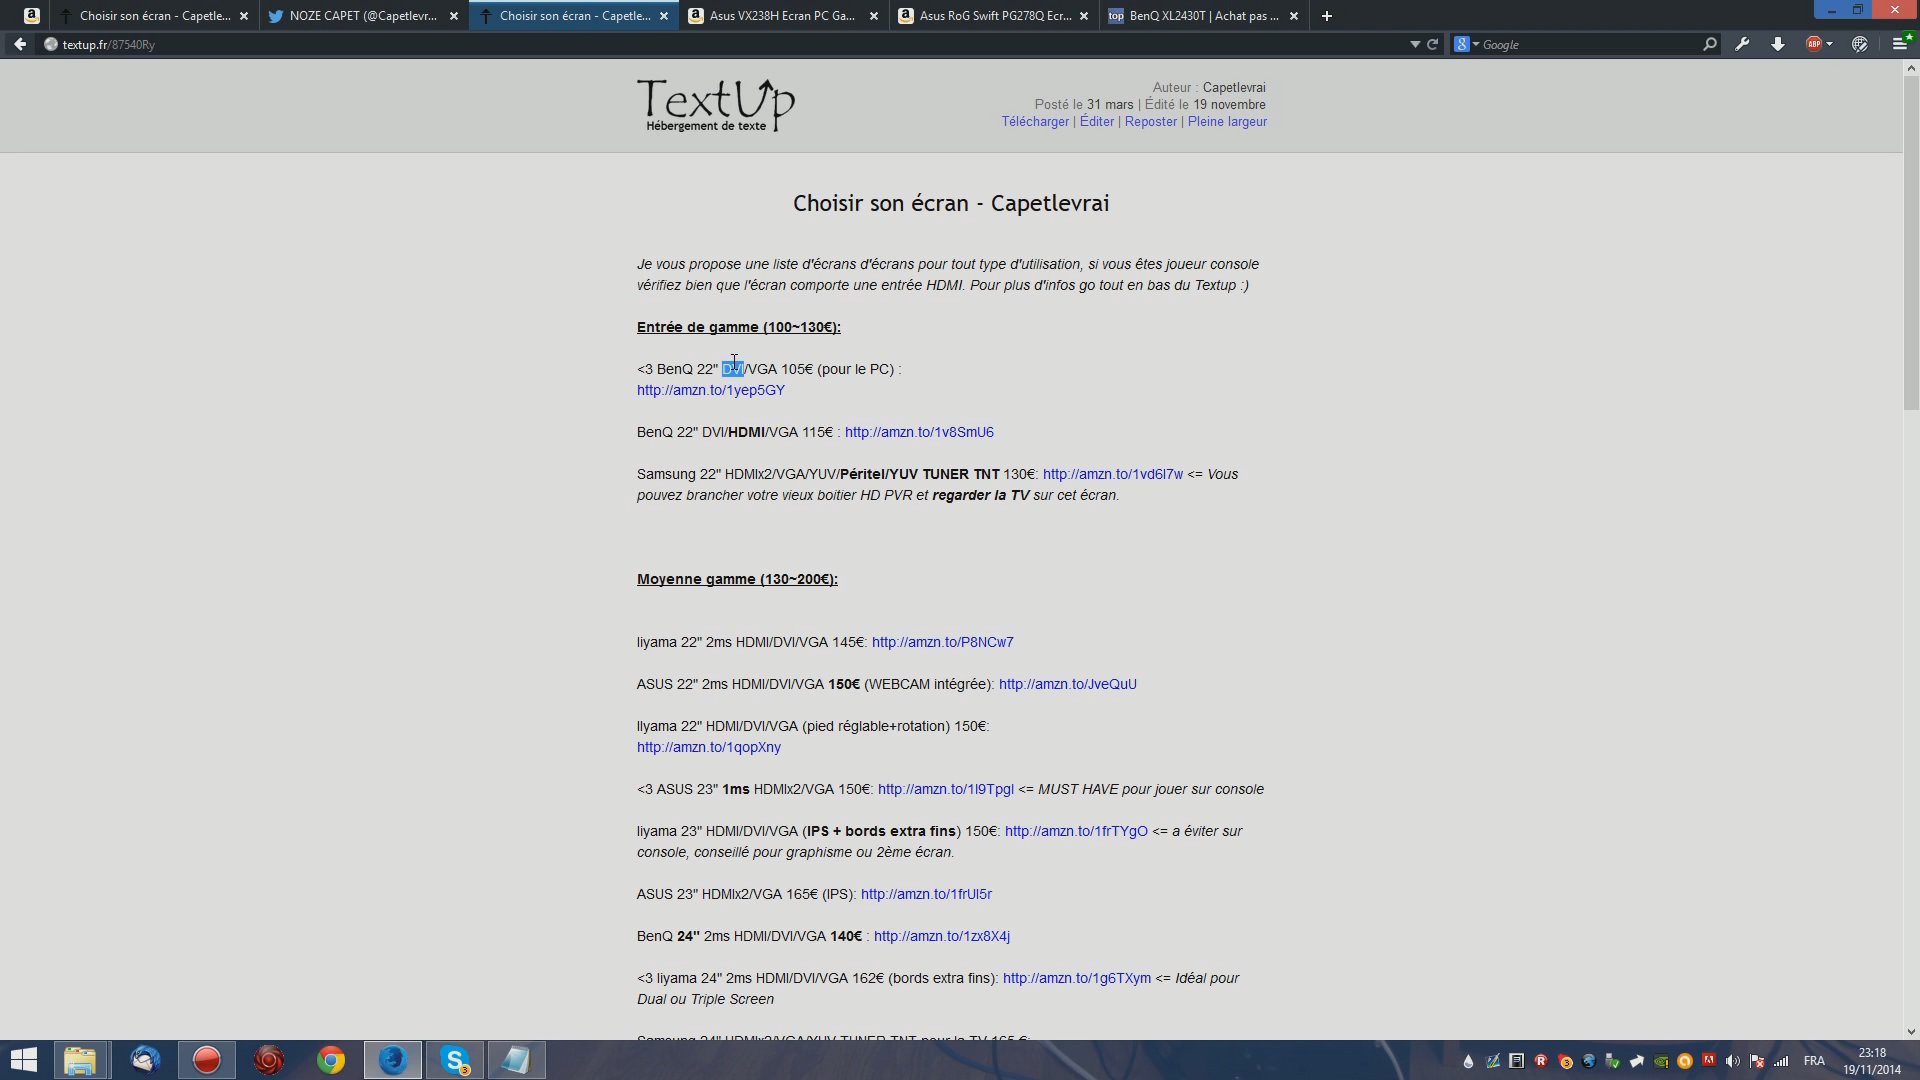 Choisir son écran - Capetle...
NOZE CAPET (@Capetlevr...
Choisir son écran - Capetle...
Asus VX238H Ecran PC Ga...
Asus RoG Swift PG278Q Ecr...
top BenQ XL2430T | Achat pas ...
textup.fr/87540Ry
Google
ABP
TextUp
Hébergement de texte
Auteur : Capetlevrai
Posté le 31 mars | Édité le 19 novembre
Télécharger | Éditer | Reposter | Pleine largeur
Choisir son écran - Capetlevrai
Je vous propose une liste d'écrans d'écrans pour tout type d'utilisation, si vous êtes joueur console
vérifiez bien que l'écran comporte une entrée HDMI. Pour plus d'infos go tout en bas du Textup :)
Entrée de gamme (100~130€):
<3 BenQ 22" DVI/VGA 105€ (pour le PC) :
http://amzn.to/1yep5GY
BenQ 22" DVI/HDMI/VGA 115€ : http://amzn.to/1v8SmU6
Samsung 22" HDMIx2/VGA/YUV/Péritel/YUV TUNER TNT 130€: http://amzn.to/1vd6l7w <= Vous
pouvez brancher votre vieux boitier HD PVR et regarder la TV sur cet écran.
Moyenne gamme (130~200€):
Iiyama 22" 2ms HDMI/DVI/VGA 145€: http://amzn.to/P8NCw7
ASUS 22" 2ms HDMI/DVI/VGA 150€ (WEBCAM intégrée): http://amzn.to/JveQuU
IIyama 22" HDMI/DVI/VGA (pied réglable+rotation) 150€:
http://amzn.to/1qopXny
<3 ASUS 23" 1ms HDMIx2/VGA 150€: http://amzn.to/1l9Tpgl <= MUST HAVE pour jouer sur console
Iiyama 23" HDMI/DVI/VGA (IPS + bords extra fins) 150€: http://amzn.to/1frTYgO <= a éviter sur
console, conseillé pour graphisme ou 2ème écran.
ASUS 23" HDMIx2/VGA 165€ (IPS): http://amzn.to/1frUl5r
BenQ 24" 2ms HDMI/DVI/VGA 140€ : http://amzn.to/1zx8X4j
<3 Iiyama 24" 2ms HDMI/DVI/VGA 162€ (bords extra fins): http://amzn.to/1g6TXym <= Idéal pour
Dual ou Triple Screen
Samsung 24" HDMIx2/VGA/YUV TUNER TNT pour la TV 165 €:
FRA
23:18
19/11/2014